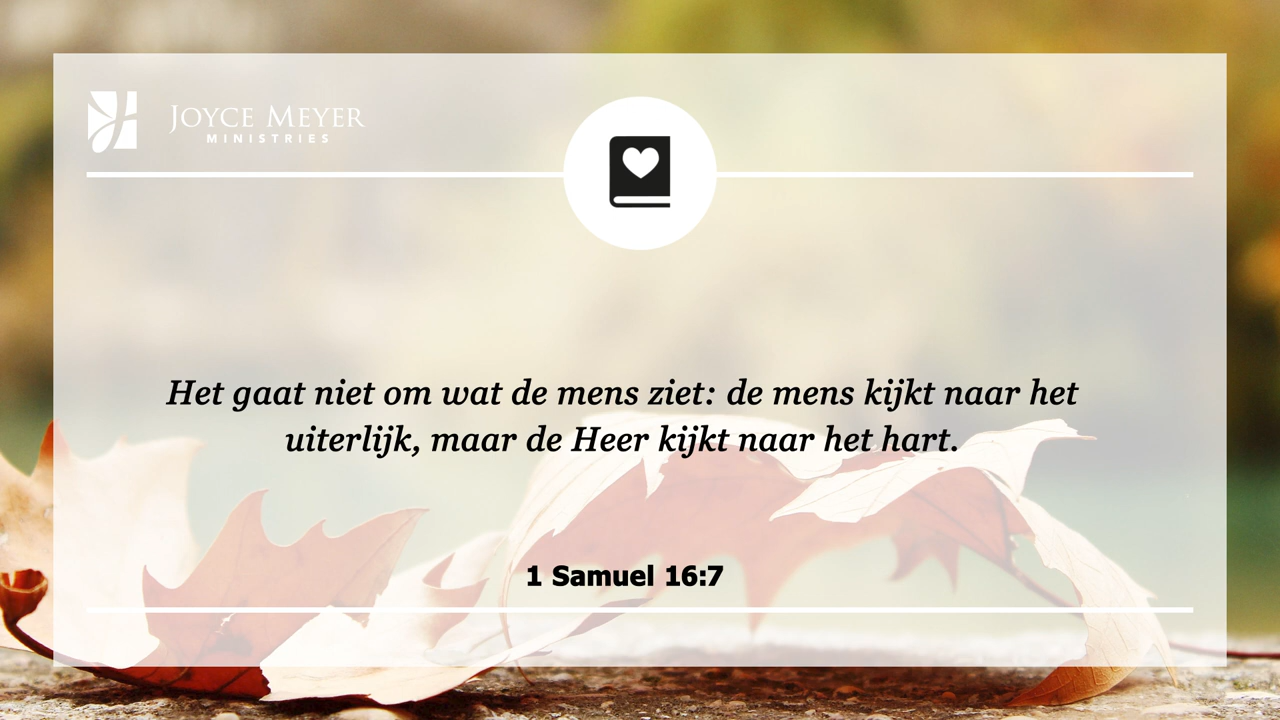 JOYCE MEYER
MINISTRIES
Het gaat niet om wat de mens ziet: de mens kijkt naar het
uiterlijk, maar de Heer kijkt naar het hart.
1 Samuel 16:7